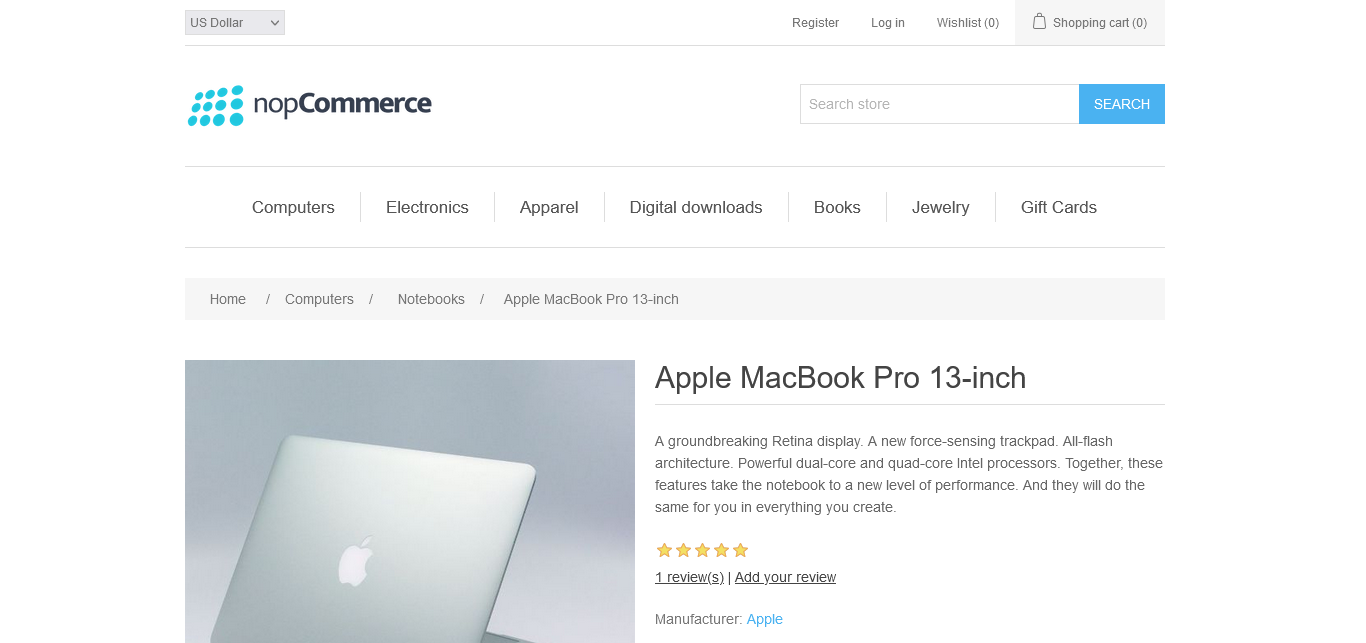 US Dollar
Register
Log in
Wishlist (0)
Shopping cart (0)
nopCommerce
Search store
SEARCH
Computers
Electronics
Apparel
Digital downloads
Books
Jewelry
Gift Cards
Home / Computers / Notebooks / Apple MacBook Pro 13-inch
Apple MacBook Pro 13-inch
A groundbreaking Retina display. A new force-sensing trackpad. All-flash
architecture. Powerful dual-core and quad-core Intel processors. Together, these
features take the notebook to a new level of performance. And they will do the
same for you in everything you create.
1 review(s) | Add your review
Manufacturer: Apple